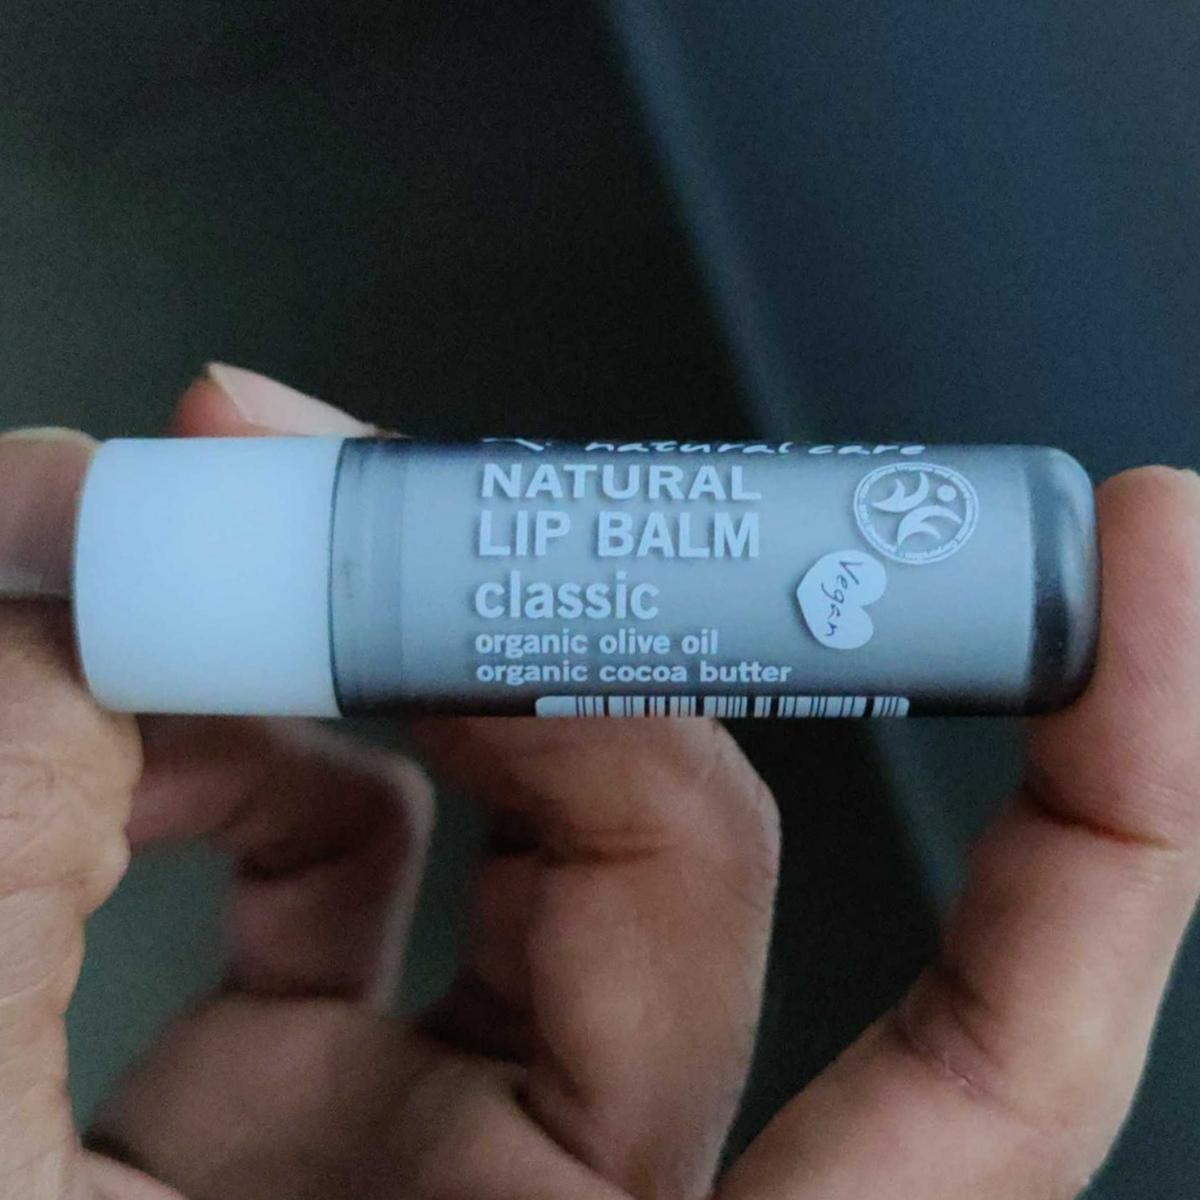 natural care
NATURAL
LIP BALM
classic
organic olive oil
organic cocoa butter
Vegan